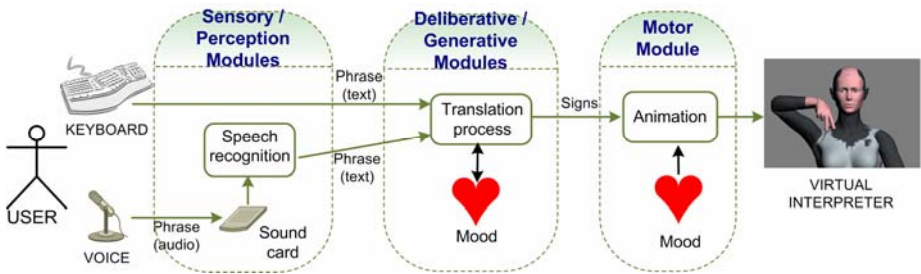 Sensory /
Perception
Modules
Deliberative /
Generative
Modules
Motor
Module
KEYBOARD
Phrase
(text)
Translation
process
Signs
Animation
Speech
recognition
Phrase
(text)
USER
VOICE
Phrase
(audio)
Sound
card
Mood
Mood
VIRTUAL
INTERPRETER